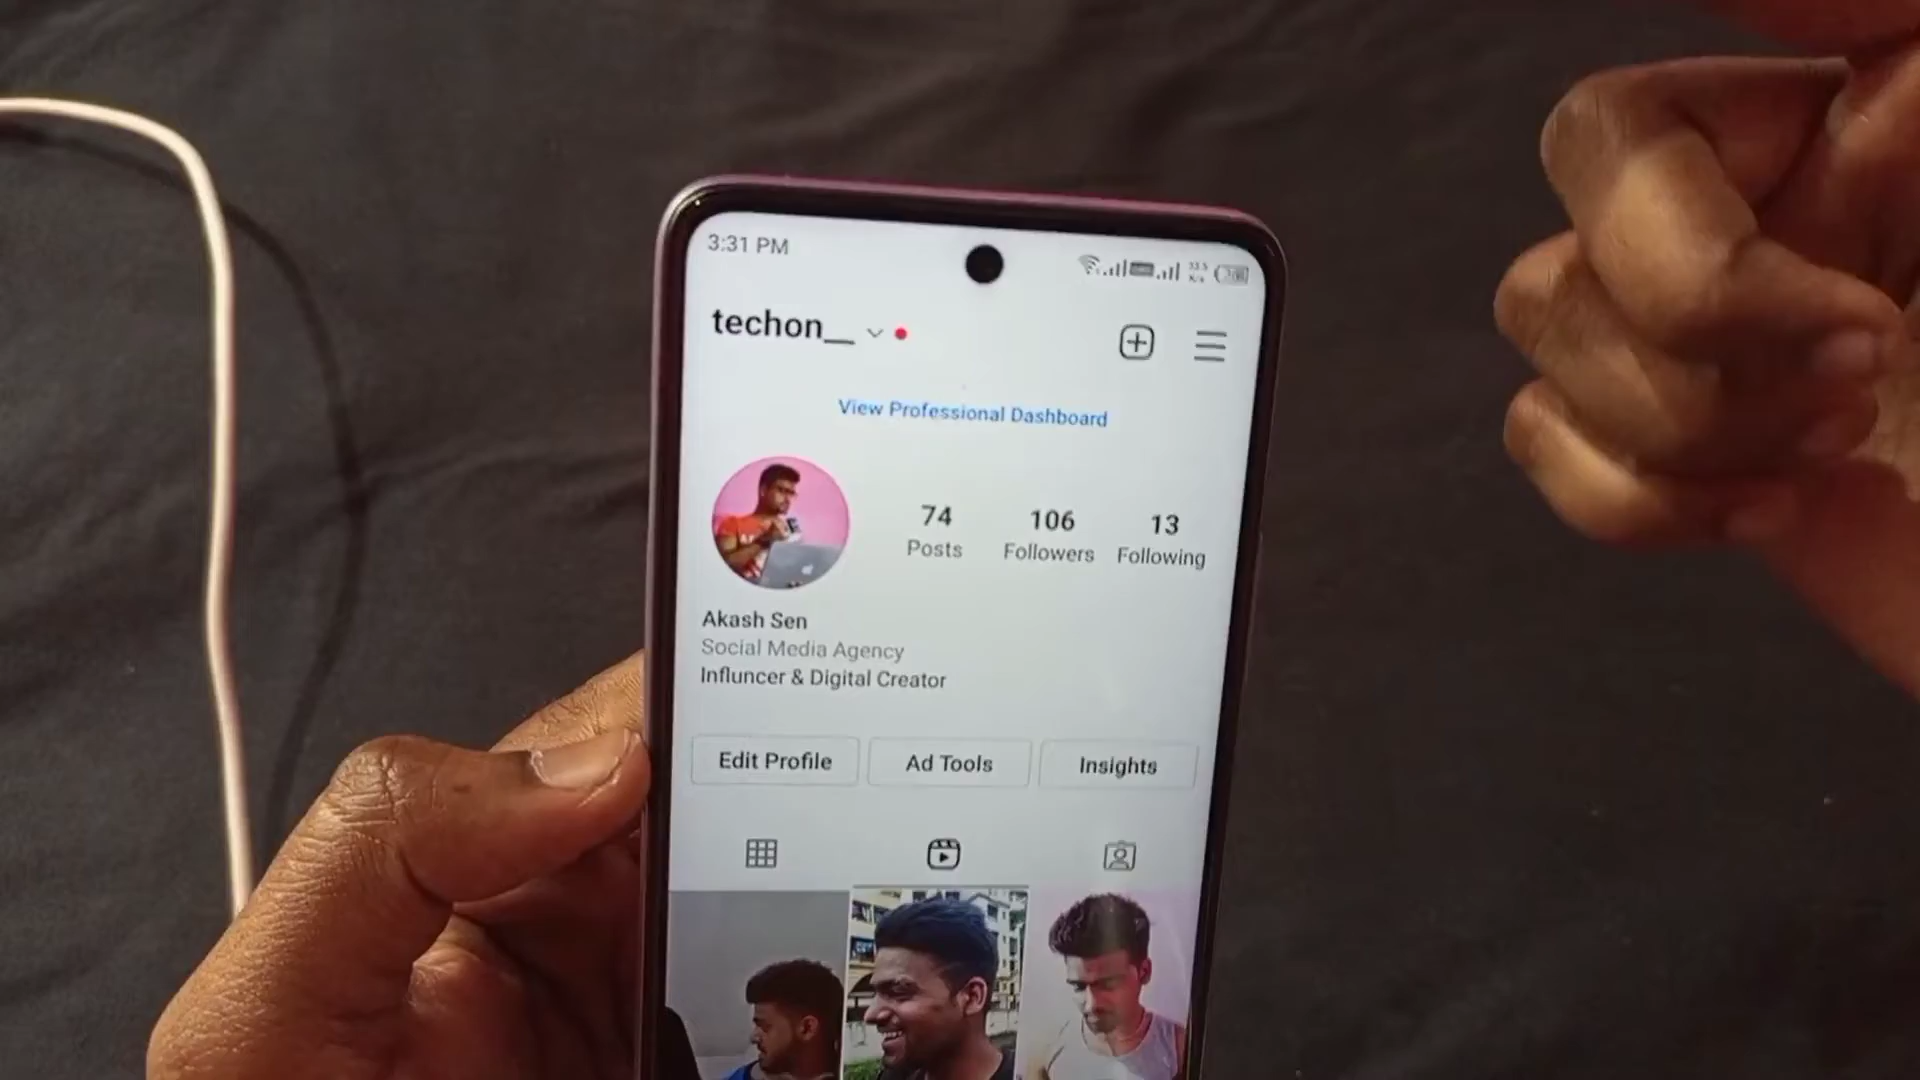 3:31 PM
techon__
View Professional Dashboard
74
Posts
106
Followers
13
Following
Akash Sen
Social Media Agency
Influncer & Digital Creator
Edit Profile
Ad Tools
Insights